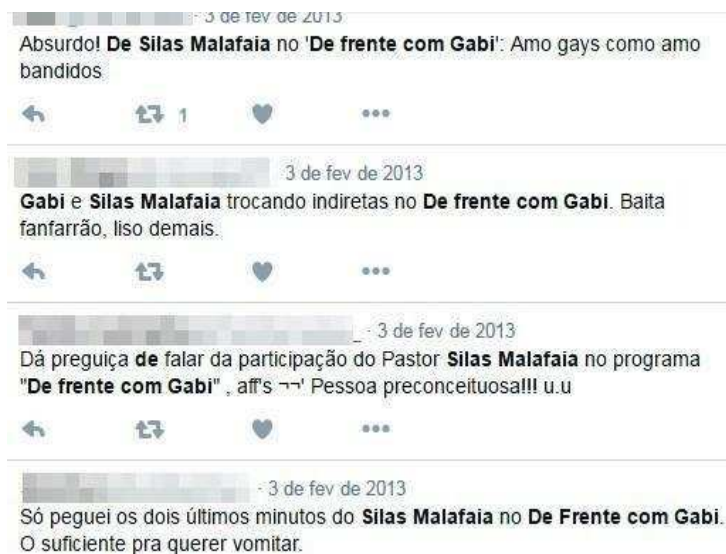 · 3 de fev de 2013
Absurdo! De Silas Malafaia no 'De frente com Gabi': Amo gays como amo
bandidos
1
3 de fev de 2013
Gabi e Silas Malafaia trocando indiretas no De frente com Gabi. Baita
fanfarrão, liso demais.
_ · 3 de fev de 2013
Dá preguiça de falar da participação do Pastor Silas Malafaia no programa
"De frente com Gabi" , aff's ¬¬' Pessoa preconceituosa!!! u.u
· 3 de fev de 2013
Só peguei os dois últimos minutos do Silas Malafaia no De Frente com Gabi.
O suficiente pra querer vomitar.